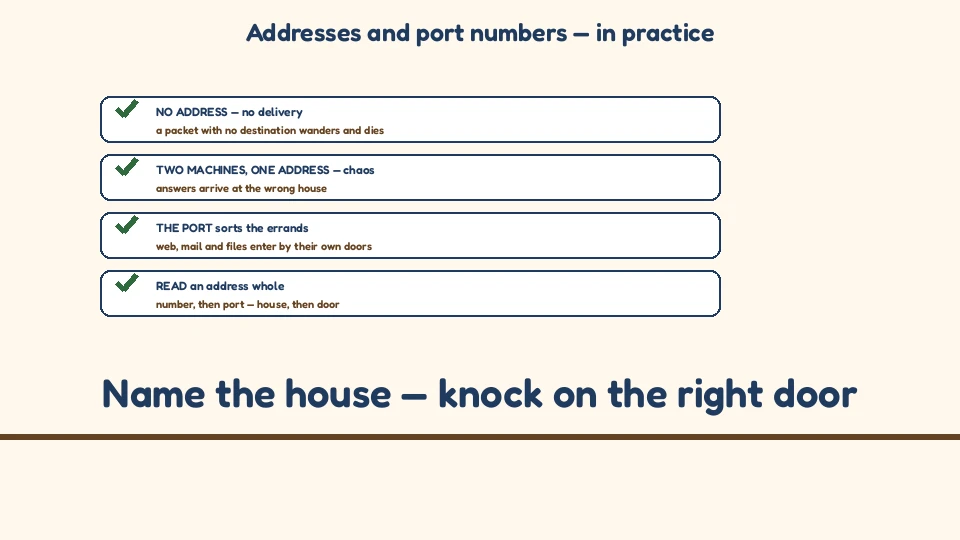 Addresses and port numbers — in practice
NO ADDRESS — no delivery
a packet with no destination wanders and dies
TWO MACHINES, ONE ADDRESS — chaos
answers arrive at the wrong house
THE PORT sorts the errands
web, mail and files enter by their own doors
READ an address whole
number, then port — house, then door
Name the house — knock on the right door